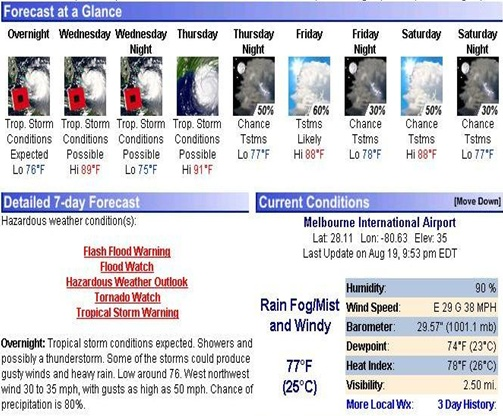 Forecast at a Glance
Overnight Wednesday Wednesday Night Thursday Thursday Night Friday Friday Night Saturday Saturday Night
50% 60% 30% 50% 30%
Trop. Storm Conditions Expected Lo 76°F
Trop. Storm Conditions Possible Hi 89°F
Trop. Storm Conditions Possible Lo 75°F
Trop. Storm Conditions Possible Hi 91°F
Chance Tstms Lo 77°F
Tstms Likely Hi 88°F
Chance Tstms Lo 78°F
Chance Tstms Hi 88°F
Chance Tstms Lo 77°F
Detailed 7-day Forecast
Hazardous weather condition(s):
Flash Flood Warning
Flood Watch
Hazardous Weather Outlook
Tornado Watch
Tropical Storm Warning
Overnight: Tropical storm conditions expected. Showers and
possibly a thunderstorm. Some of the storms could produce
gusty winds and heavy rain. Low around 76. West northwest
wind 30 to 35 mph, with gusts as high as 50 mph. Chance of
precipitation is 80%.
Current Conditions [Move Down]
Melbourne International Airport
Lat: 28.11 Lon: -80.63 Elev: 35
Last Update on Aug 19, 9:53 pm EDT
Rain Fog/Mist
and Windy
77°F
(25°C)
Humidity: 90 %
Wind Speed: E 29 G 38 MPH
Barometer: 29.57" (1001.1 mb)
Dewpoint: 74°F (23°C)
Heat Index: 78°F (26°C)
Visibility: 2.50 mi.
More Local Wx: 3 Day History: